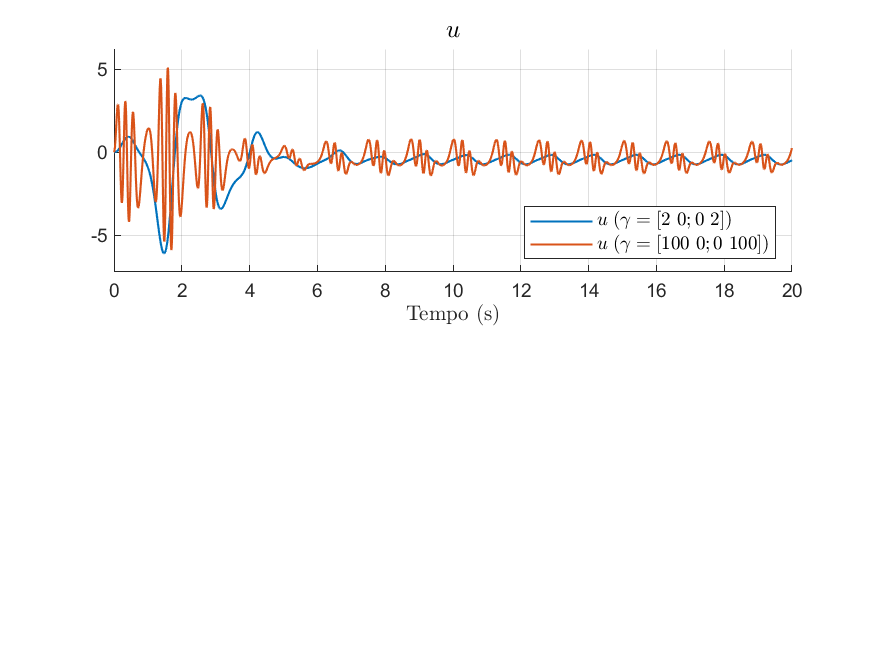 u
5
0
-5
u (γ = [2 0; 0 2])
u (γ = [100 0; 0 100])
0 2 4 6 8 10 12 14 16 18 20
Tempo (s)